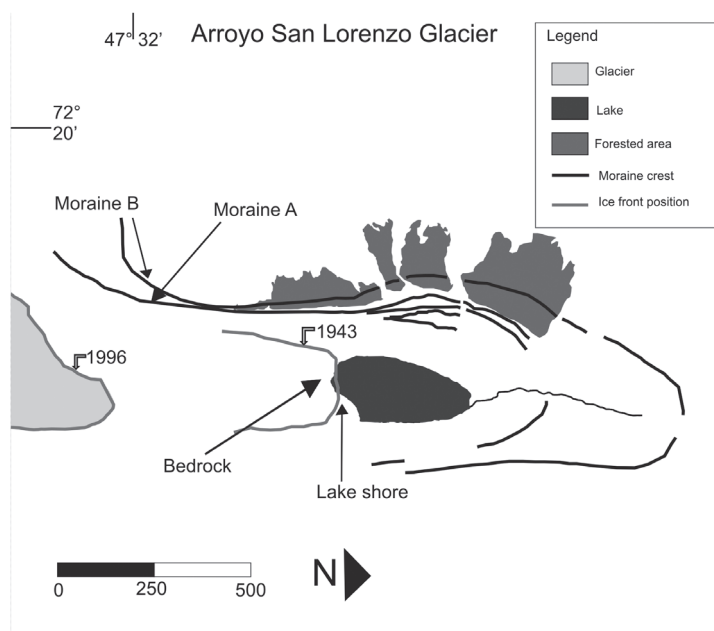 47° 32’
Arroyo San Lorenzo Glacier
Legend
Glacier
Lake
Forested area
Moraine crest
Ice front position
72°
20’
Moraine B
Moraine A
1943
1996
Bedrock
Lake shore
0 250 500
N